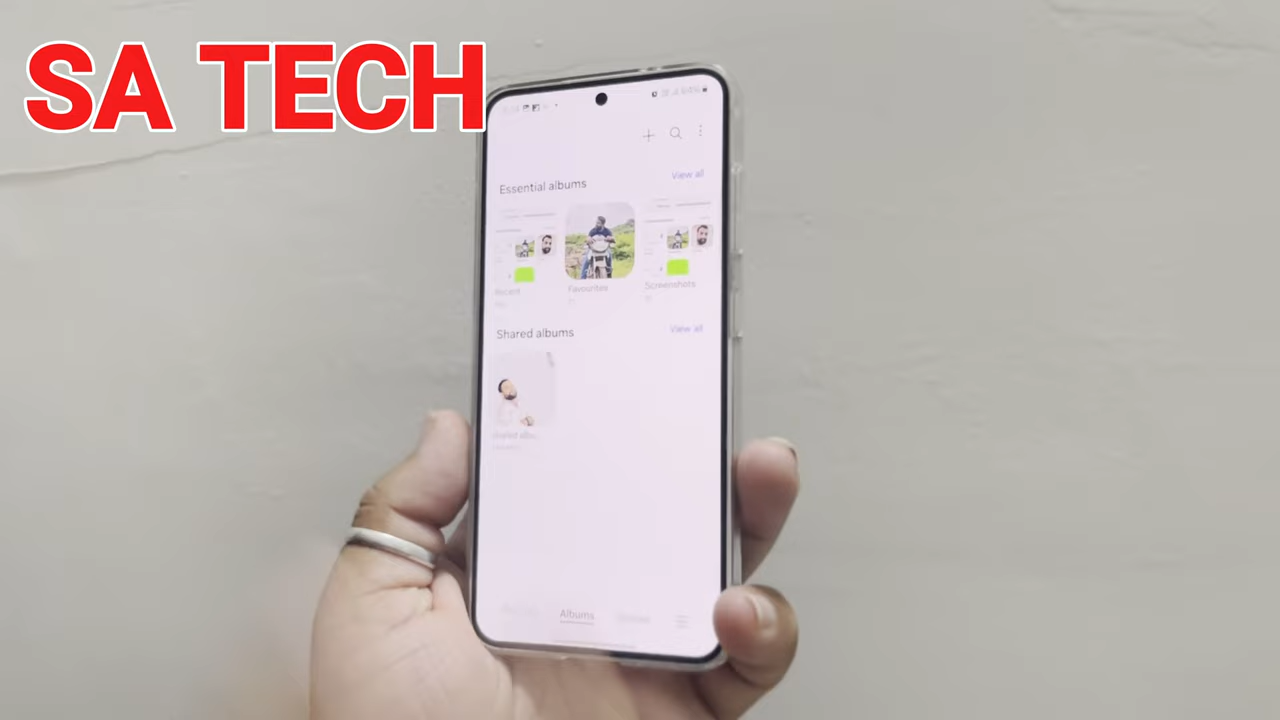 SA TECH
Essential albums
View all
Recent
Favourites
Screenshots
Shared albums
View all
Albums